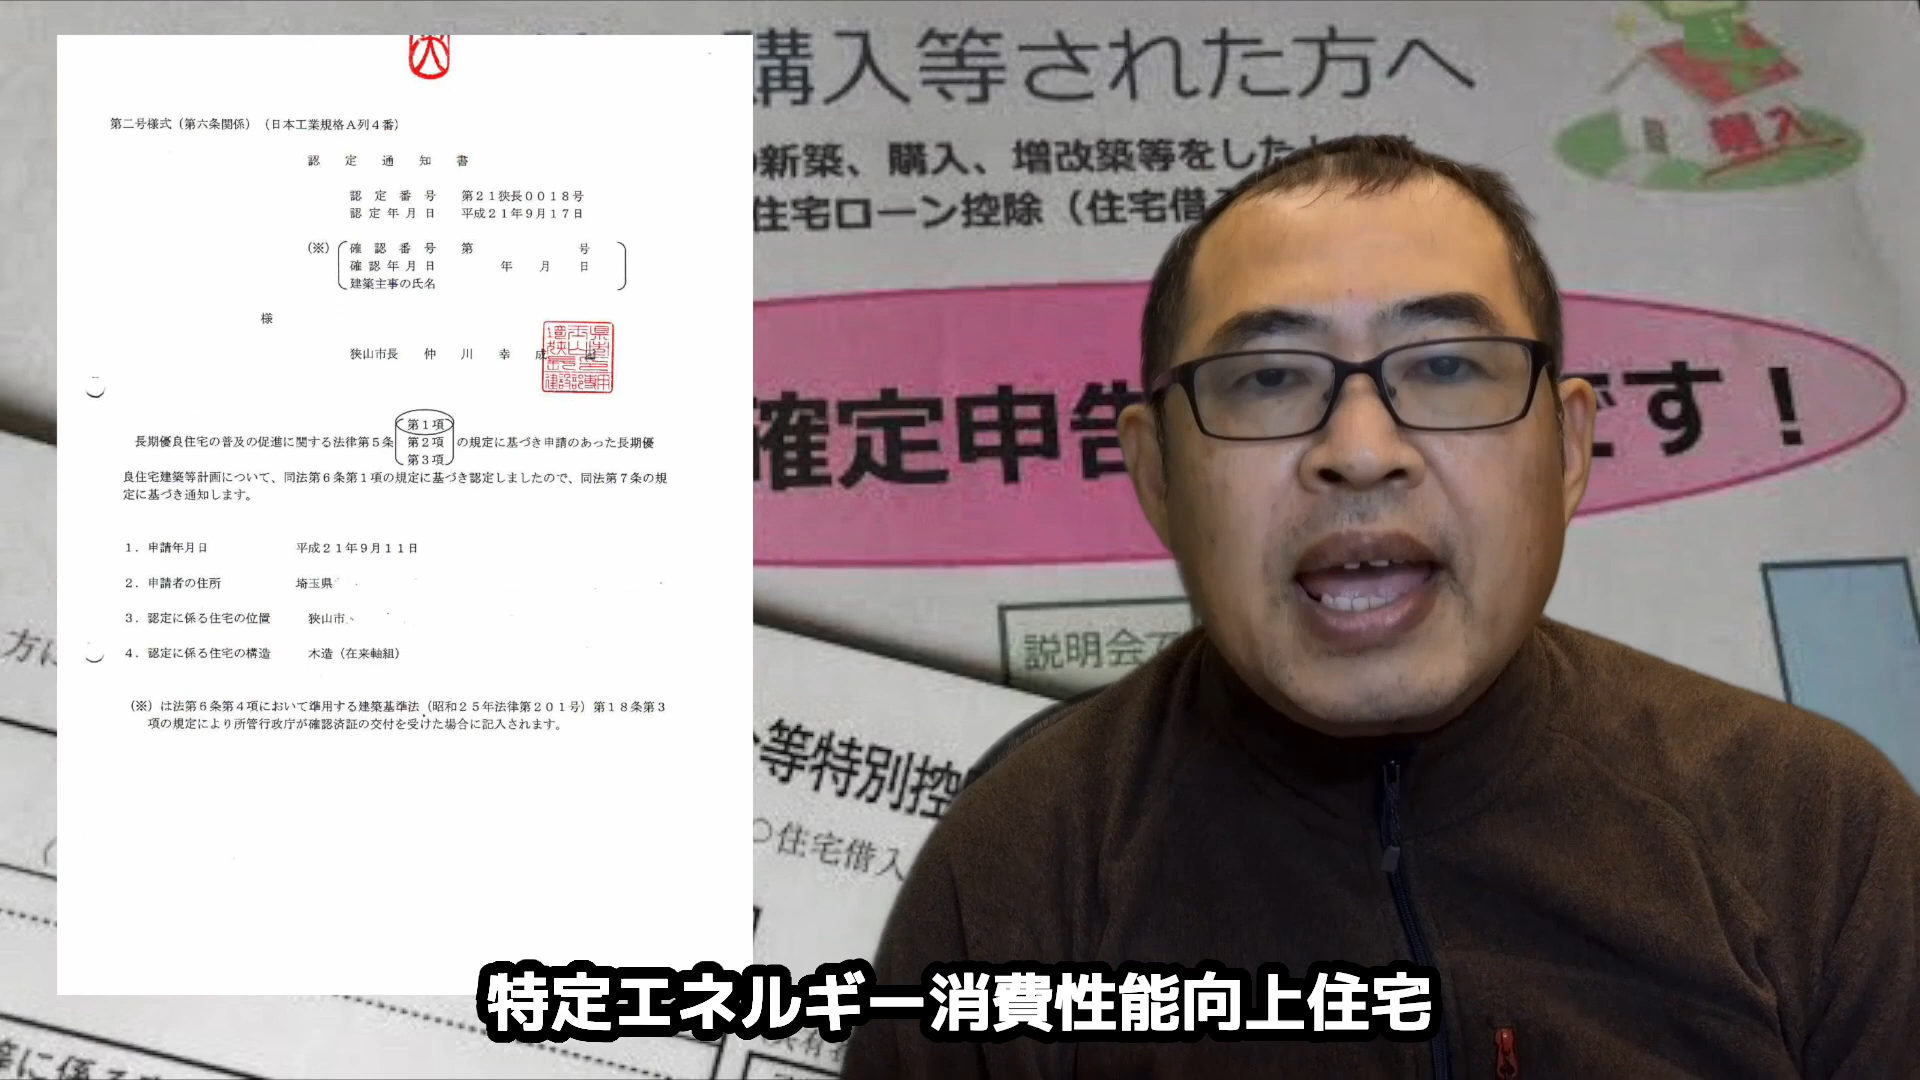 購入等された方へ
新築、購入、増改築等をした
住宅ローン控除（住宅借
購入
確定申告
です！
説明会で
等特別控
○住宅借入
方に
等に係る
第二号様式（第六条関係）（日本工業規格Ａ列４番）
認定通知書
認定番号 第２１狭長００１８号
認定年月日 平成２１年９月１７日
（※）
確認番号 第 号
確認年月日 年 月 日
建築主事の氏名
様
狭山市長 仲川幸成
第１項
長期優良住宅の普及の促進に関する法律第５条 第２項 の規定に基づき申請のあった長期優
第３項
良住宅建築等計画について、同法第６条第１項の規定に基づき認定しましたので、同法第７条の規
定に基づき通知します。
１．申請年月日 平成２１年９月１１日
２．申請者の住所 埼玉県
３．認定に係る住宅の位置 狭山市
４．認定に係る住宅の構造 木造（在来軸組）
（※）は法第６条第４項において準用する建築基準法（昭和２５年法律第２０１号）第１８条第３
項の規定により所管行政庁が確認済証の交付を受けた場合に記入されます。
特定エネルギー消費性能向上住宅